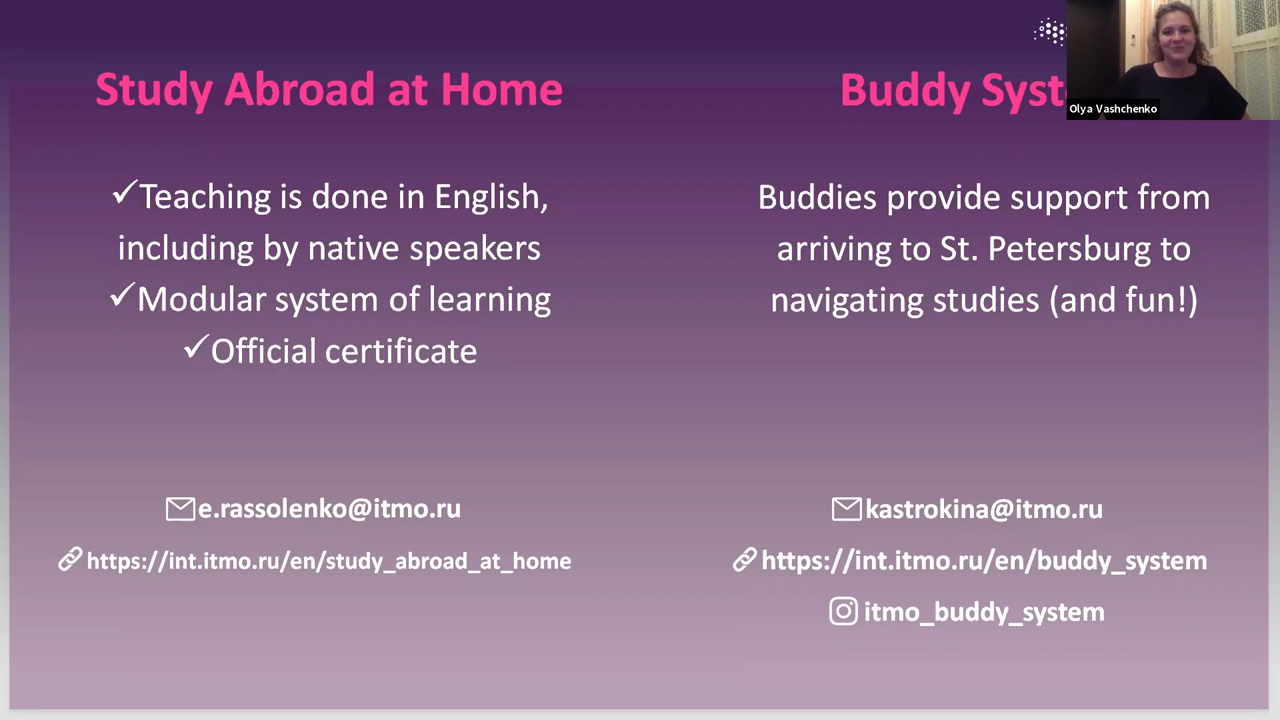 Study Abroad at Home
✓Teaching is done in English,
including by native speakers
✓Modular system of learning
✓Official certificate
e.rassolenko@itmo.ru
https://int.itmo.ru/en/study_abroad_at_home
Buddy Syst
Olya Vashchenko
Buddies provide support from
arriving to St. Petersburg to
navigating studies (and fun!)
kastrokina@itmo.ru
https://int.itmo.ru/en/buddy_system
itmo_buddy_system